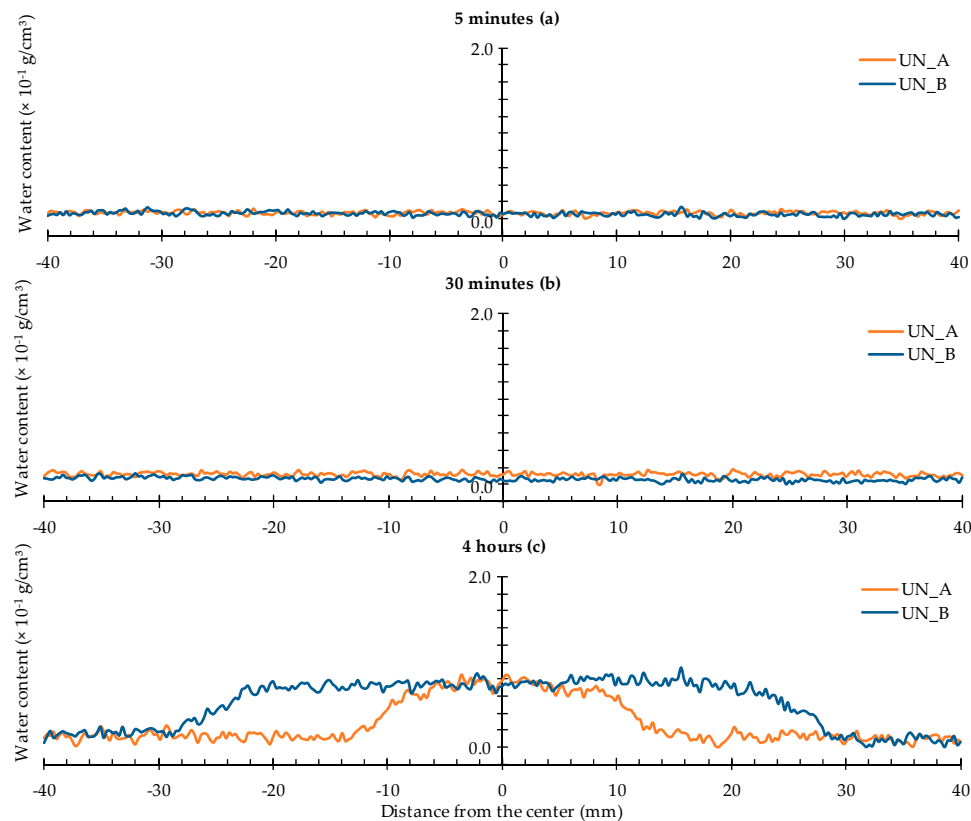 5 minutes (a)
Water content (× 10⁻¹ g/cm³)
2.0
0.0
UN_A
UN_B
-40 -30 -20 -10 0 10 20 30 40
30 minutes (b)
Water content (× 10⁻¹ g/cm³)
2.0
0.0
UN_A
UN_B
-40 -30 -20 -10 0 10 20 30 40
4 hours (c)
Water content (× 10⁻¹ g/cm³)
2.0
0.0
UN_A
UN_B
-40 -30 -20 -10 0 10 20 30 40
Distance from the center (mm)